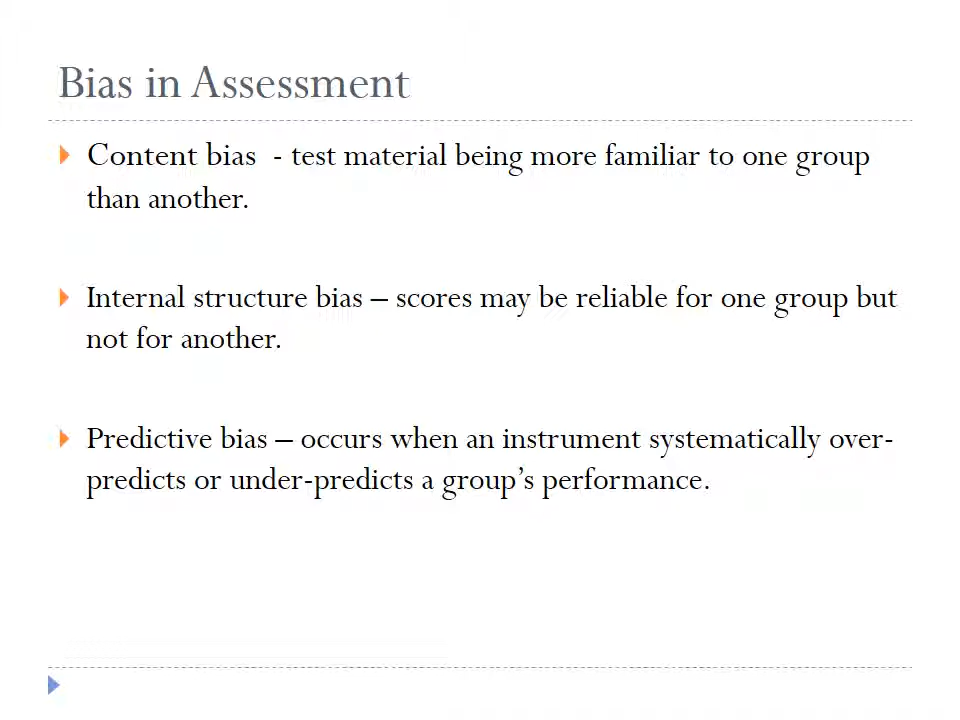 Bias in Assessment
Content bias - test material being more familiar to one group
than another.
Internal structure bias – scores may be reliable for one group but
not for another.
Predictive bias – occurs when an instrument systematically over-
predicts or under-predicts a group’s performance.